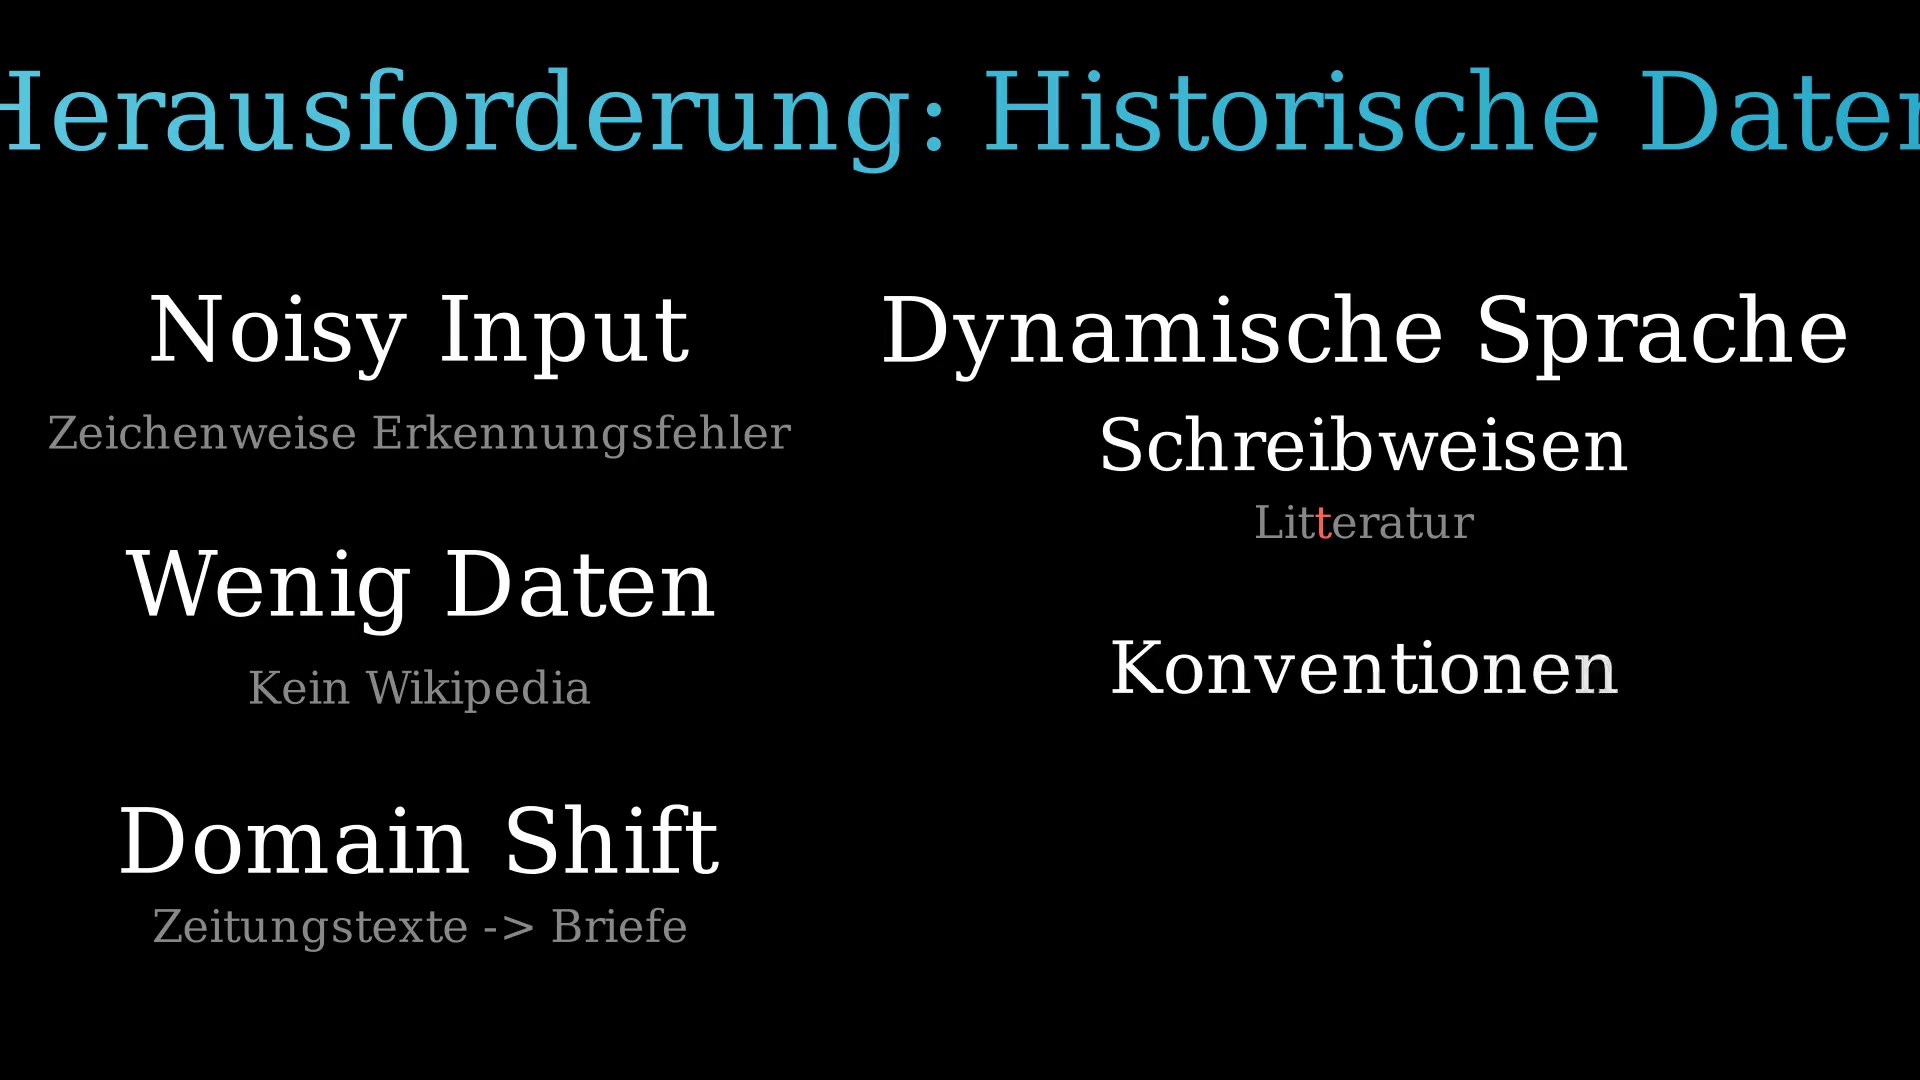 Herausforderung: Historische Daten
Noisy Input
Zeichenweise Erkennungsfehler
Wenig Daten
Kein Wikipedia
Domain Shift
Zeitungstexte -> Briefe
Dynamische Sprache
Schreibweisen
Litteratur
Konventionen